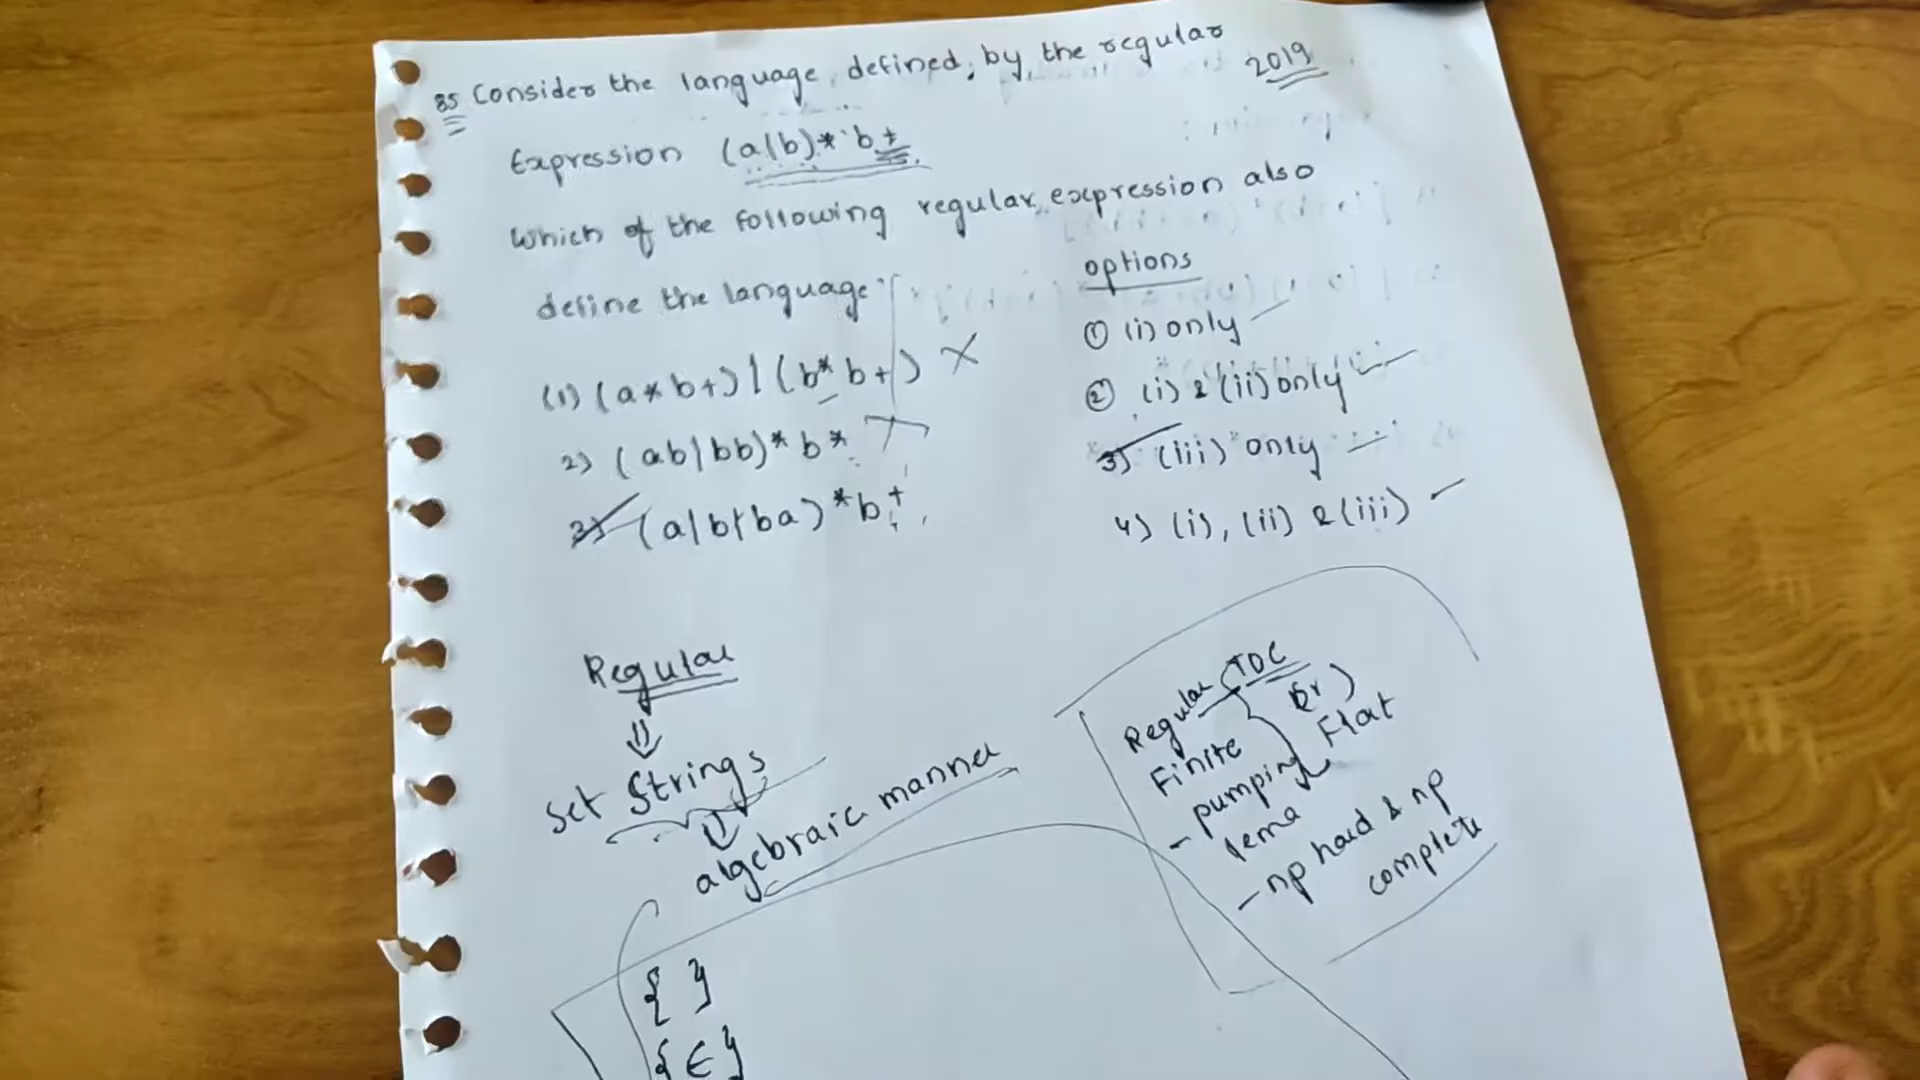 85 Consider the language defined by the regular
2019
Expression (a|b)* b+
Which of the following regular expression also
define the language
(1) (a*b+) | (b*b+) X
2) (ab|bb)* b*
3) (a|b|ba)* b+
options
① (i) only
② (i) & (ii) only
3) (iii) only
4) (i), (ii) & (iii)
Regular
⇓
Set Strings
⇓
algebraic manner
{ }
{ ϵ }
Regular (TOC
Finite
Or )
Flat
- pumping
lema
- np hard & np
complete